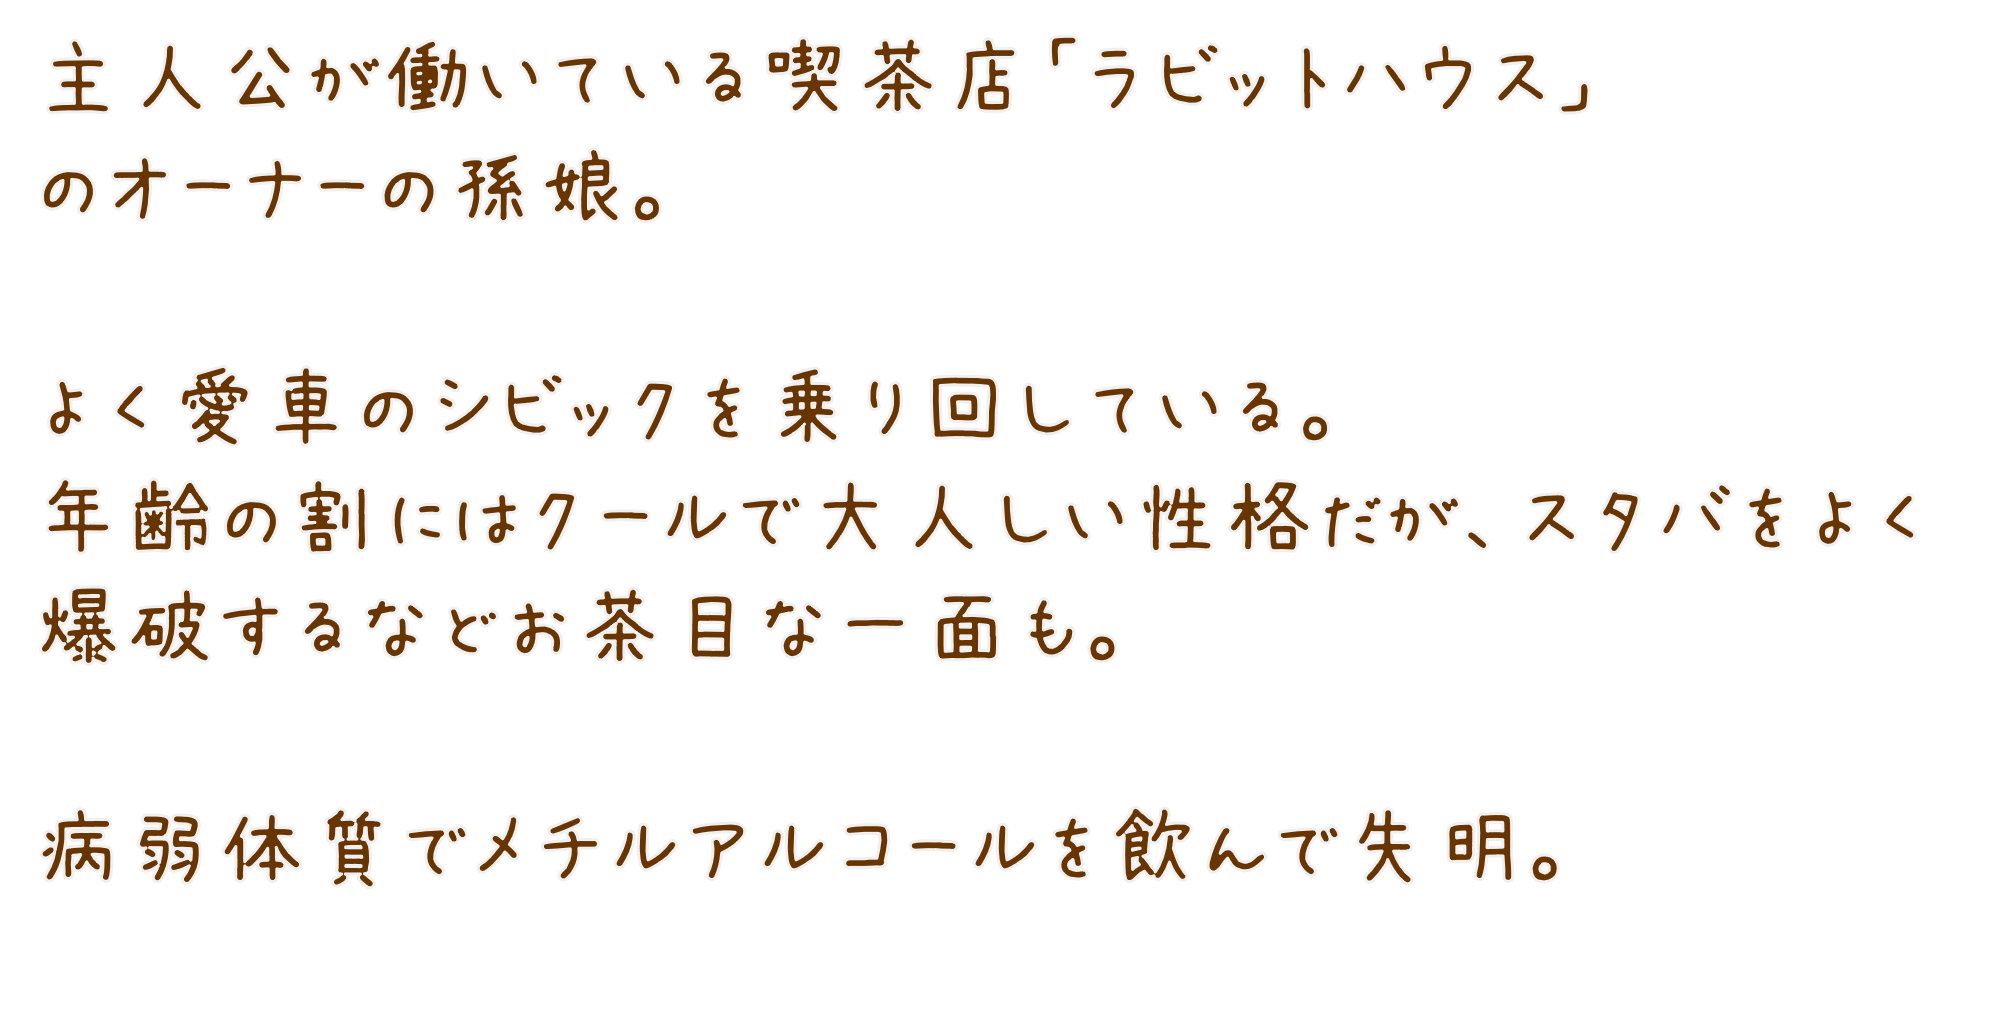 主人公が働いている喫茶店「ラビットハウス」
のオーナーの孫娘。
よく愛車のシビックを乗り回している。
年齢の割にはクールで大人しい性格だが、スタバをよく
爆破するなどお茶目な一面も。
病弱体質でメチルアルコールを飲んで失明。